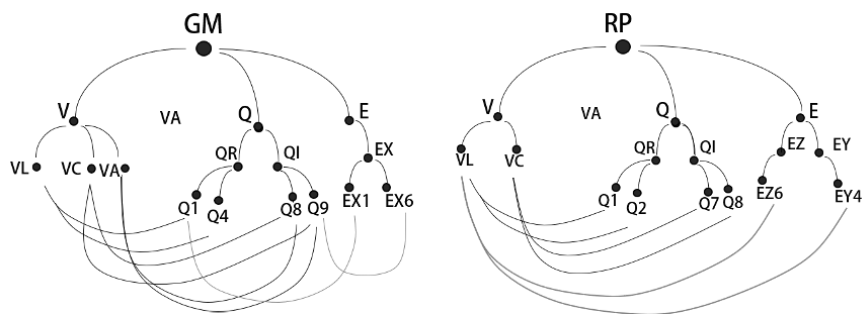 GM RP
V VA Q E V VA Q E
VL VC VA QR QI EX VL VC QR QI EZ EY
Q1 Q4 Q8 Q9 EX1 EX6 Q1 Q2 Q7 Q8 EZ6 EY4